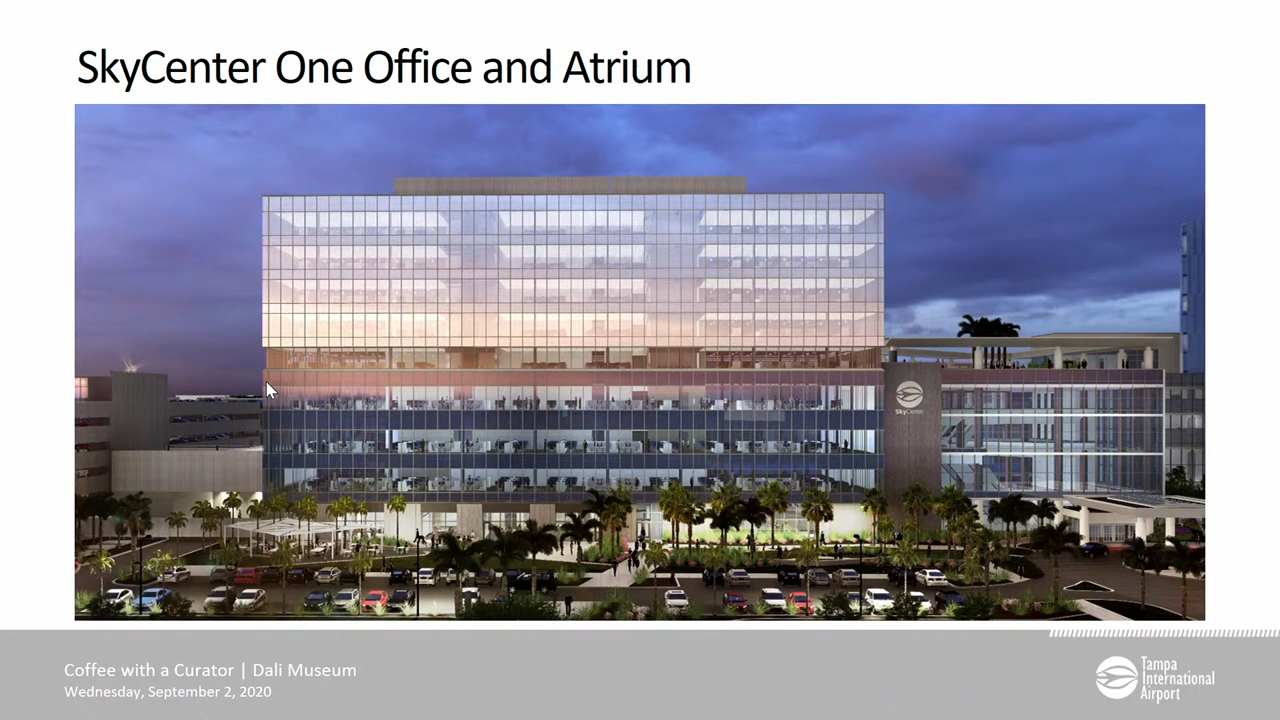 SkyCenter One Office and Atrium
SkyCenter
Coffee with a Curator | Dali Museum
Wednesday, September 2, 2020
Tampa
International
Airport